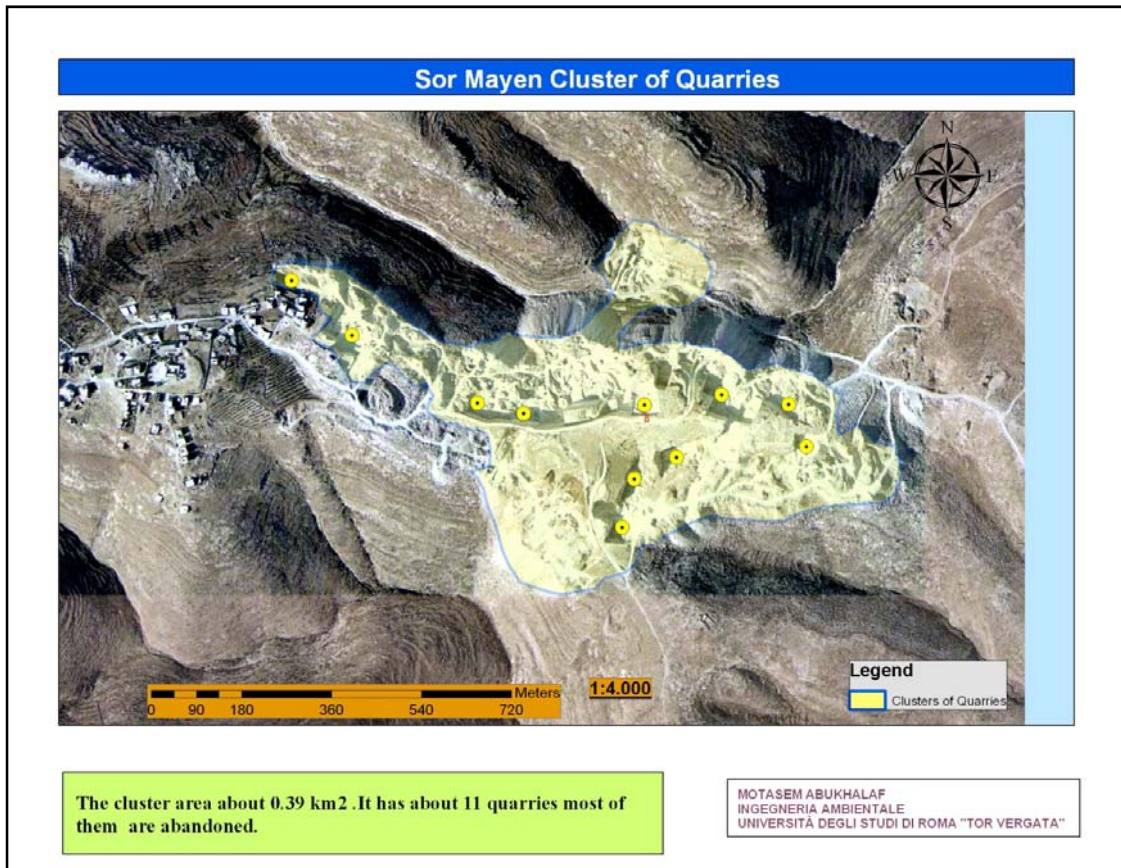 Sor Mayen Cluster of Quarries
N
W E
S
8
Legend
Clusters of Quarries
Meters
0 90 180 360 540 720
1:4.000
The cluster area about 0.39 km2 .It has about 11 quarries most of
them are abandoned.
MOTASEM ABUKHALAF
INGEGNERIA AMBIENTALE
UNIVERSITÀ DEGLI STUDI DI ROMA "TOR VERGATA"